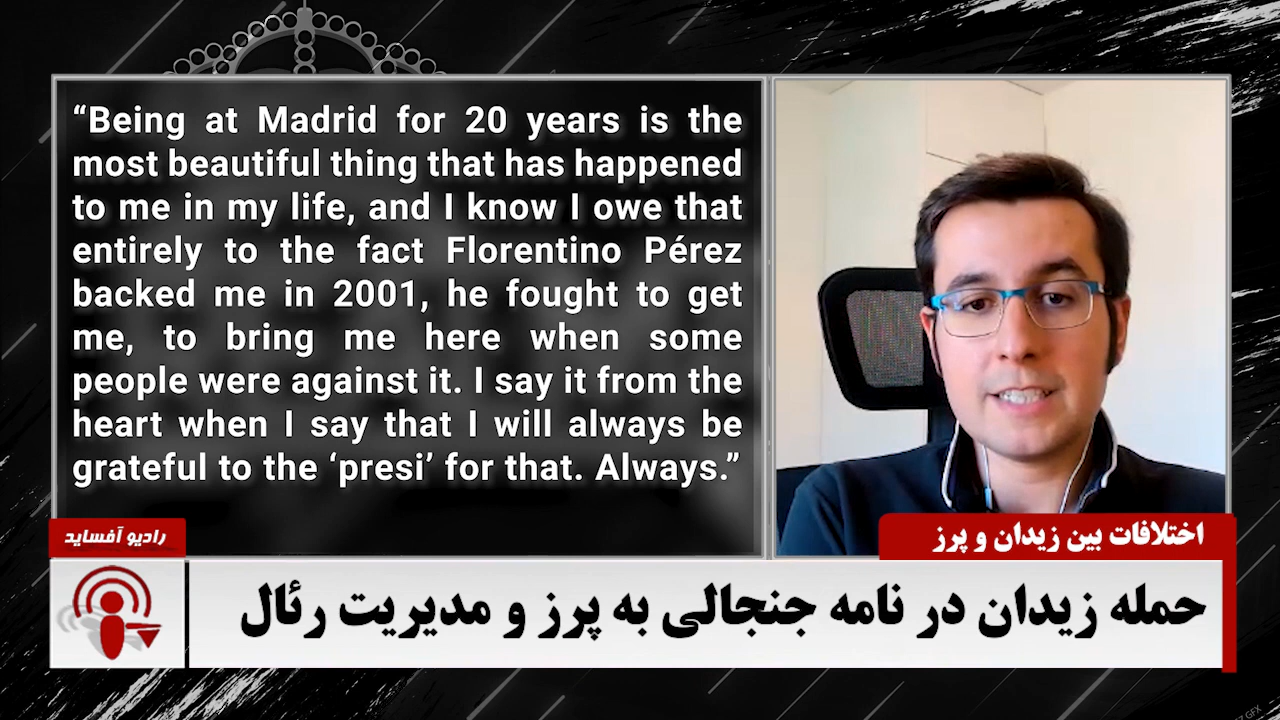 “Being at Madrid for 20 years is the
most beautiful thing that has happened
to me in my life, and I know I owe that
entirely to the fact Florentino Pérez
backed me in 2001, he fought to get
me, to bring me here when some
people were against it. I say it from the
heart when I say that I will always be
grateful to the ‘presi’ for that. Always.”
رادیو آفساید
اختلافات بین زیدان و پرز
حمله زیدان در نامه جنجالی به پرز و مدیریت رئال